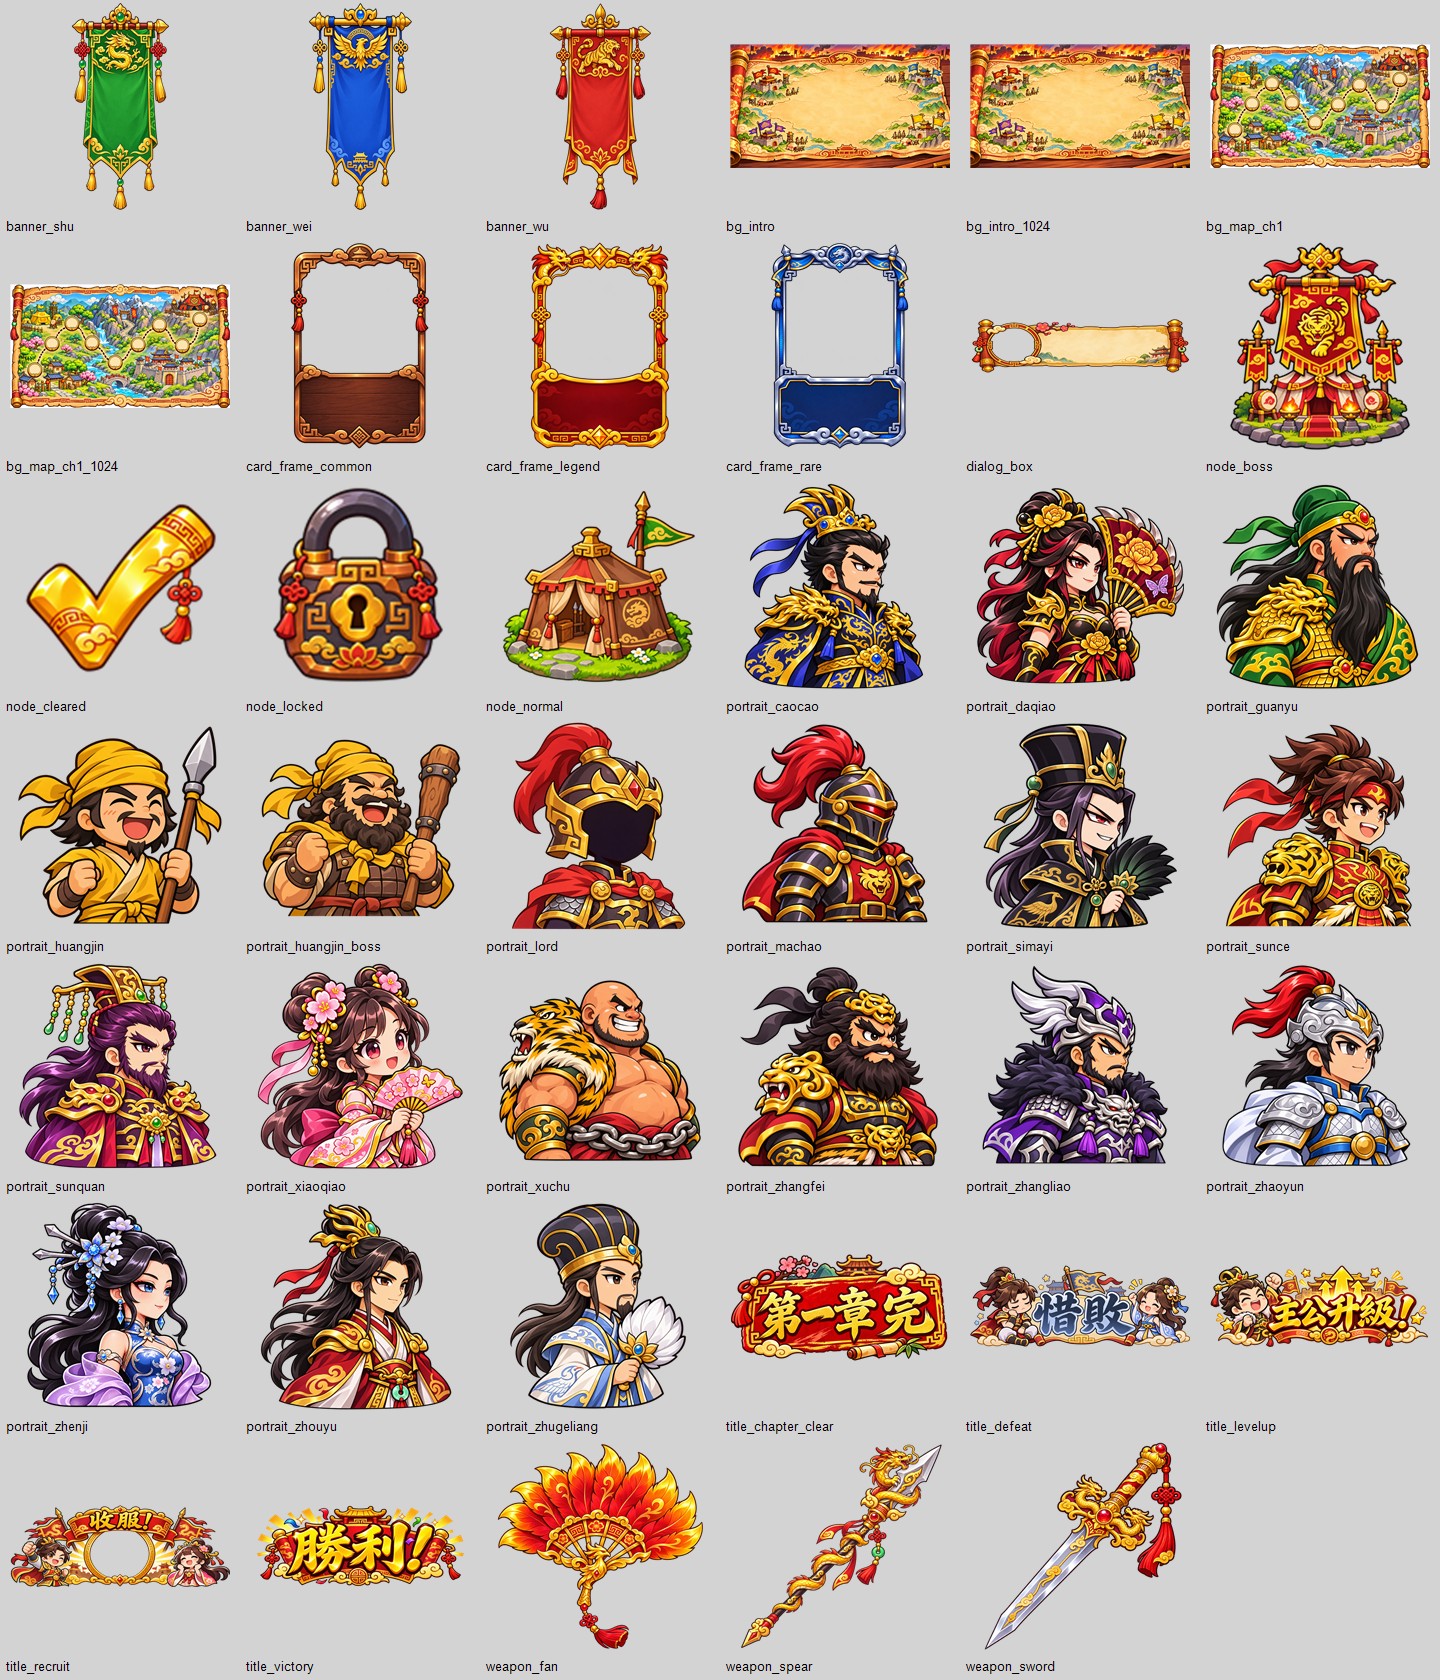 banner_shu
banner_wei
banner_wu
bg_intro
bg_intro_1024
bg_map_ch1
bg_map_ch1_1024
card_frame_common
card_frame_legend
card_frame_rare
dialog_box
node_boss
node_cleared
node_locked
node_normal
portrait_caocao
portrait_daqiao
portrait_guanyu
portrait_huangjin
portrait_huangjin_boss
portrait_lord
portrait_machao
portrait_simayi
portrait_sunce
portrait_sunquan
portrait_xiaoqiao
portrait_xuchu
portrait_zhangfei
portrait_zhangliao
portrait_zhaoyun
第一章完
惜敗
主公升級!
portrait_zhenji
portrait_zhouyu
portrait_zhugeliang
title_chapter_clear
title_defeat
title_levelup
收服!
勝利!
title_recruit
title_victory
weapon_fan
weapon_spear
weapon_sword